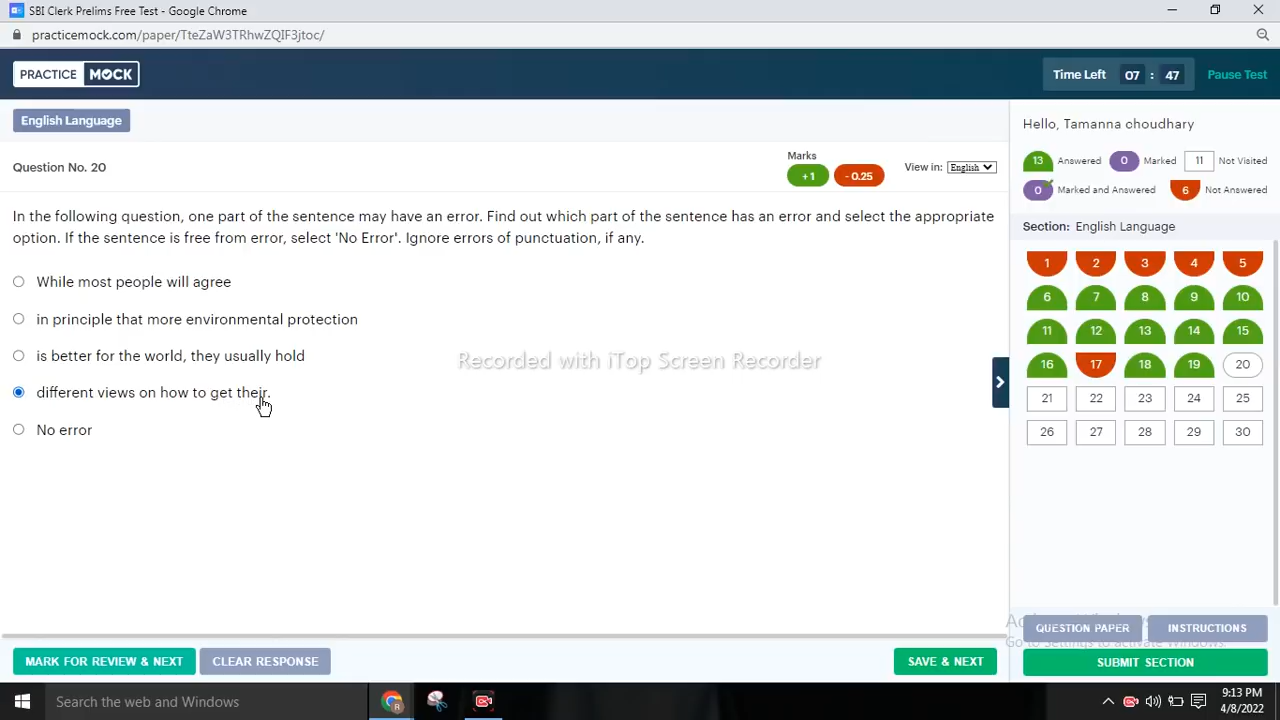 SBI Clerk Prelims Free Test - Google Chrome
practicemock.com/paper/TteZaW3TRhwZQIF3jtoc/
PRACTICE MOCK
Time Left 07 : 47 Pause Test
English Language
Hello, Tamanna choudhary
Question No. 20
Marks
+ 1 - 0.25
View in: English
13 Answered 0 Marked 11 Not Visited
0 Marked and Answered 6 Not Answered
In the following question, one part of the sentence may have an error. Find out which part of the sentence has an error and select the appropriate
option. If the sentence is free from error, select 'No Error'. Ignore errors of punctuation, if any.
While most people will agree
in principle that more environmental protection
is better for the world, they usually hold
different views on how to get their.
No error
Recorded with iTop Screen Recorder
Section: English Language
1 2 3 4 5
6 7 8 9 10
11 12 13 14 15
16 17 18 19 20
21 22 23 24 25
26 27 28 29 30
QUESTION PAPER INSTRUCTIONS
Go to Settings to activate Windows.
MARK FOR REVIEW & NEXT CLEAR RESPONSE SAVE & NEXT SUBMIT SECTION
Search the web and Windows
9:13 PM
4/8/2022